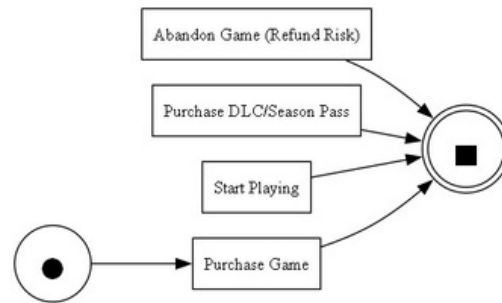 Abandon Game (Refund Risk)
Purchase DLC/Season Pass
Start Playing
Purchase Game